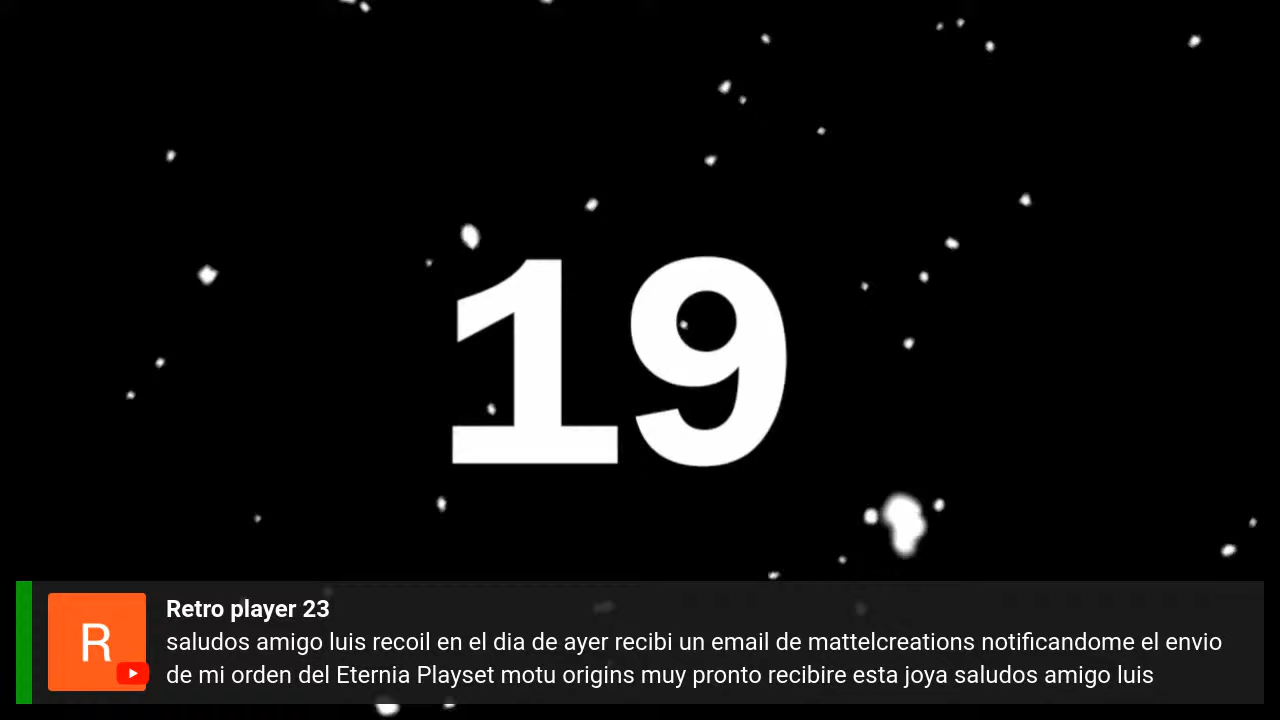 19
Retro player 23
saludos amigo luis recoil en el dia de ayer recibi un email de mattelcreations notificandome el envio
de mi orden del Eternia Playset motu origins muy pronto recibire esta joya saludos amigo luis
R